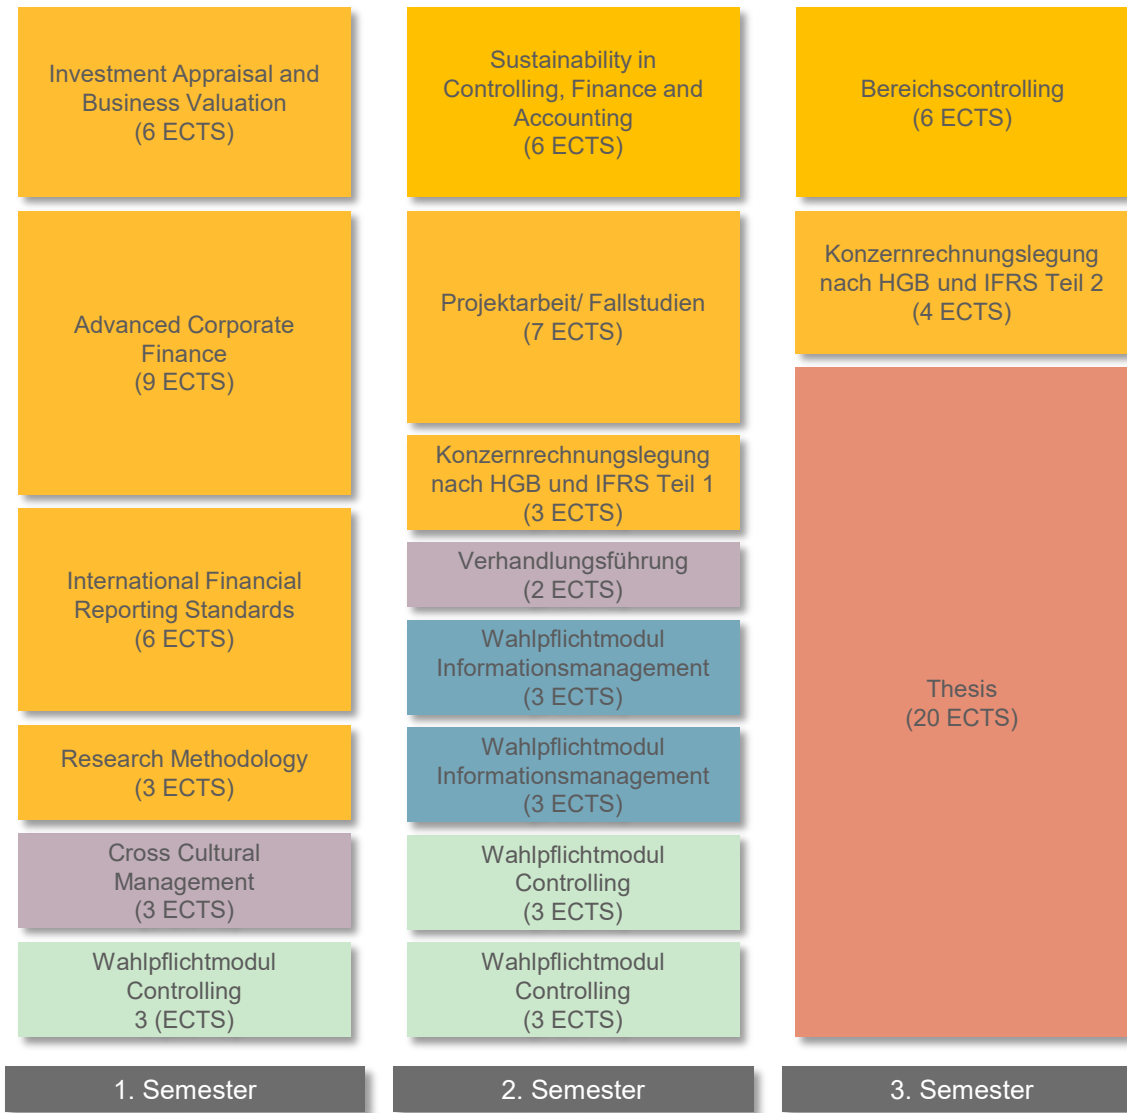 Investment Appraisal and
Business Valuation
(6 ECTS)
Advanced Corporate
Finance
(9 ECTS)
International Financial
Reporting Standards
(6 ECTS)
Research Methodology
(3 ECTS)
Cross Cultural
Management
(3 ECTS)
Wahlpflichtmodul
Controlling
3 (ECTS)
1. Semester
Sustainability in
Controlling, Finance and
Accounting
(6 ECTS)
Projektarbeit/ Fallstudien
(7 ECTS)
Konzernrechnungslegung
nach HGB und IFRS Teil 1
(3 ECTS)
Verhandlungsführung
(2 ECTS)
Wahlpflichtmodul
Informationsmanagement
(3 ECTS)
Wahlpflichtmodul
Informationsmanagement
(3 ECTS)
Wahlpflichtmodul
Controlling
(3 ECTS)
Wahlpflichtmodul
Controlling
(3 ECTS)
2. Semester
Bereichscontrolling
(6 ECTS)
Konzernrechnungslegung
nach HGB und IFRS Teil 2
(4 ECTS)
Thesis
(20 ECTS)
3. Semester